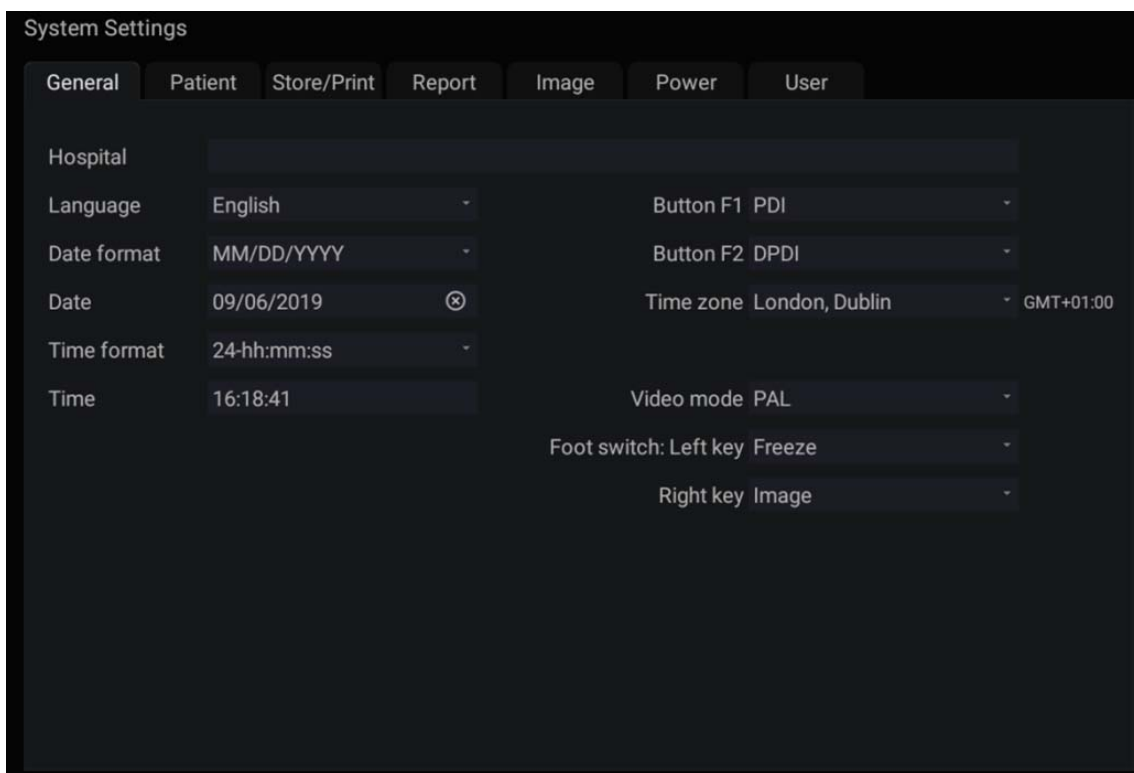 System Settings
General Patient Store/Print Report Image Power User
Hospital
Language English Button F1 PDI
Date format MM/DD/YYYY Button F2 DPDI
Date 09/06/2019 Time zone London, Dublin GMT+01:00
Time format 24-hh:mm:ss
Time 16:18:41 Video mode PAL
Foot switch: Left key Freeze
Right key Image